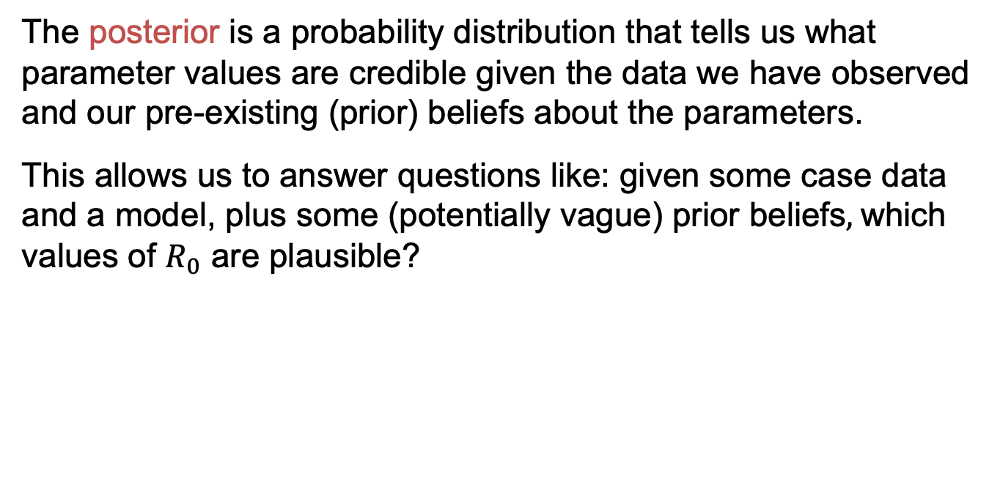 The posterior is a probability distribution that tells us what
parameter values are credible given the data we have observed
and our pre-existing (prior) beliefs about the parameters.
This allows us to answer questions like: given some case data
and a model, plus some (potentially vague) prior beliefs, which
values of R₀ are plausible?